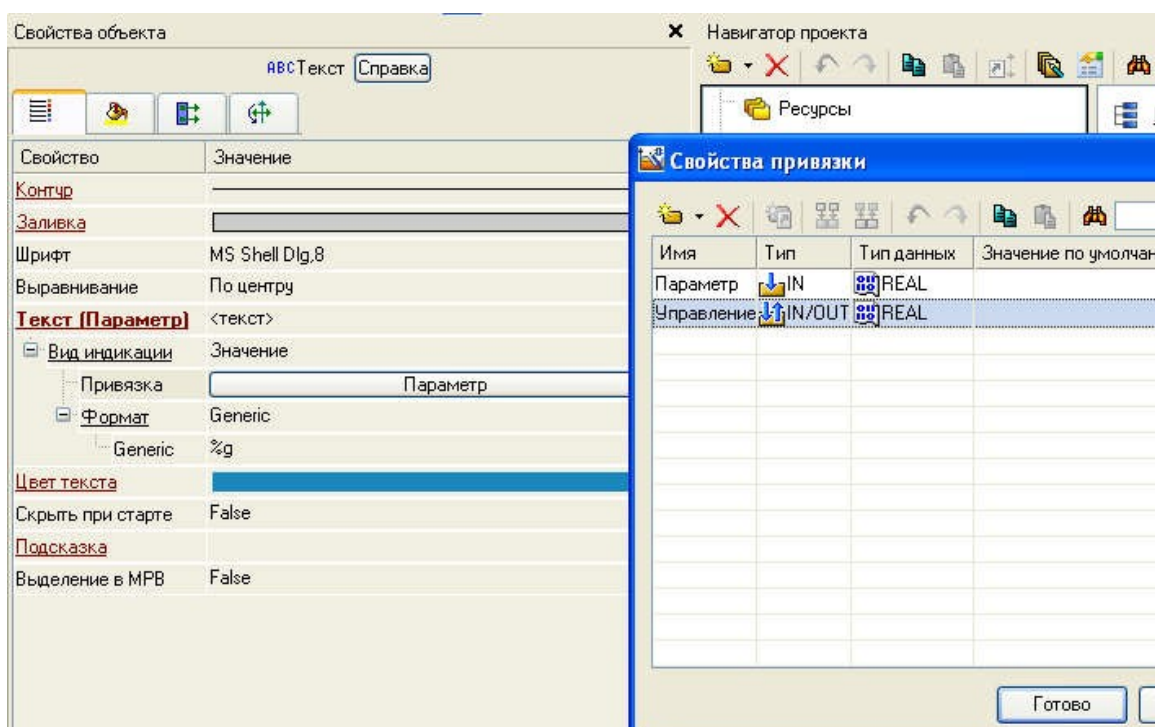 Свойства объекта
ABCТекст Справка
Свойство Значение
Контур
Заливка
Шрифт MS Shell Dlg,8
Выравнивание По центру
Текст (Параметр) <текст>
Вид индикации Значение
Привязка Параметр
Формат Generic
Generic %g
Цвет текста
Скрыть при старте False
Подсказка
Выделение в МРВ False
Навигатор проекта
Ресурсы
Свойства привязки
Имя Тип Тип данных Значение по умолчан
Параметр IN REAL
Управление IN/OUT REAL
Готово